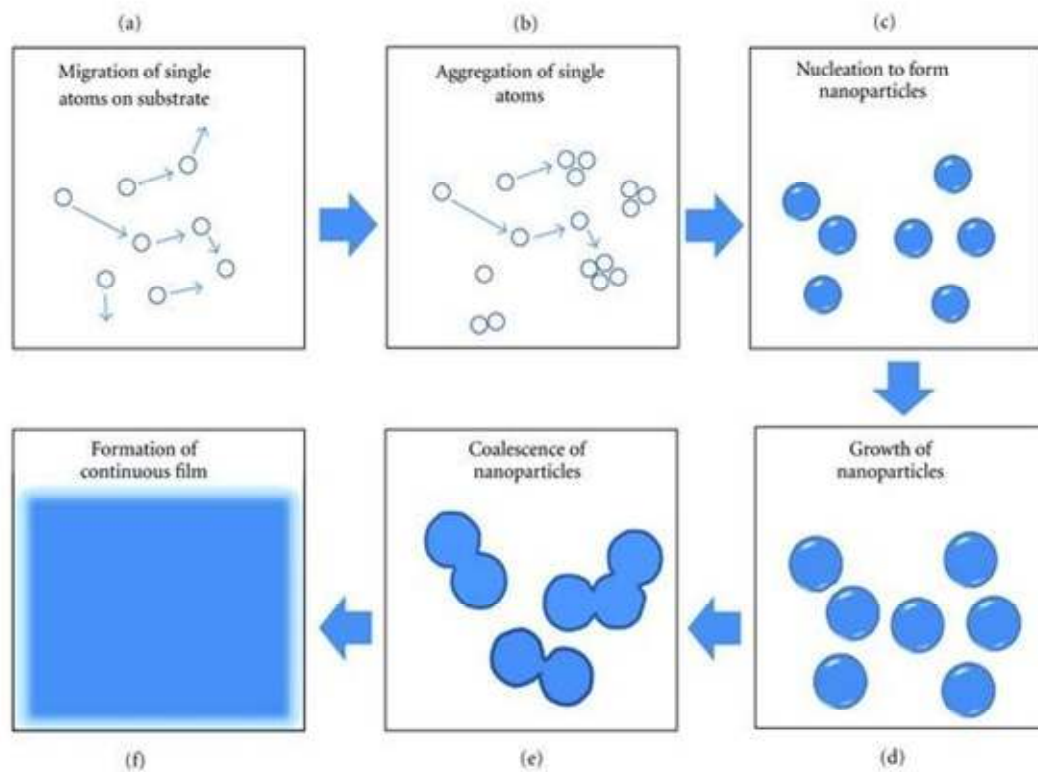 (a)
Migration of single
atoms on substrate
(b)
Aggregation of single
atoms
(c)
Nucleation to form
nanoparticles
Growth of
nanoparticles
(d)
Coalescence of
nanoparticles
(e)
Formation of
continuous film
(f)